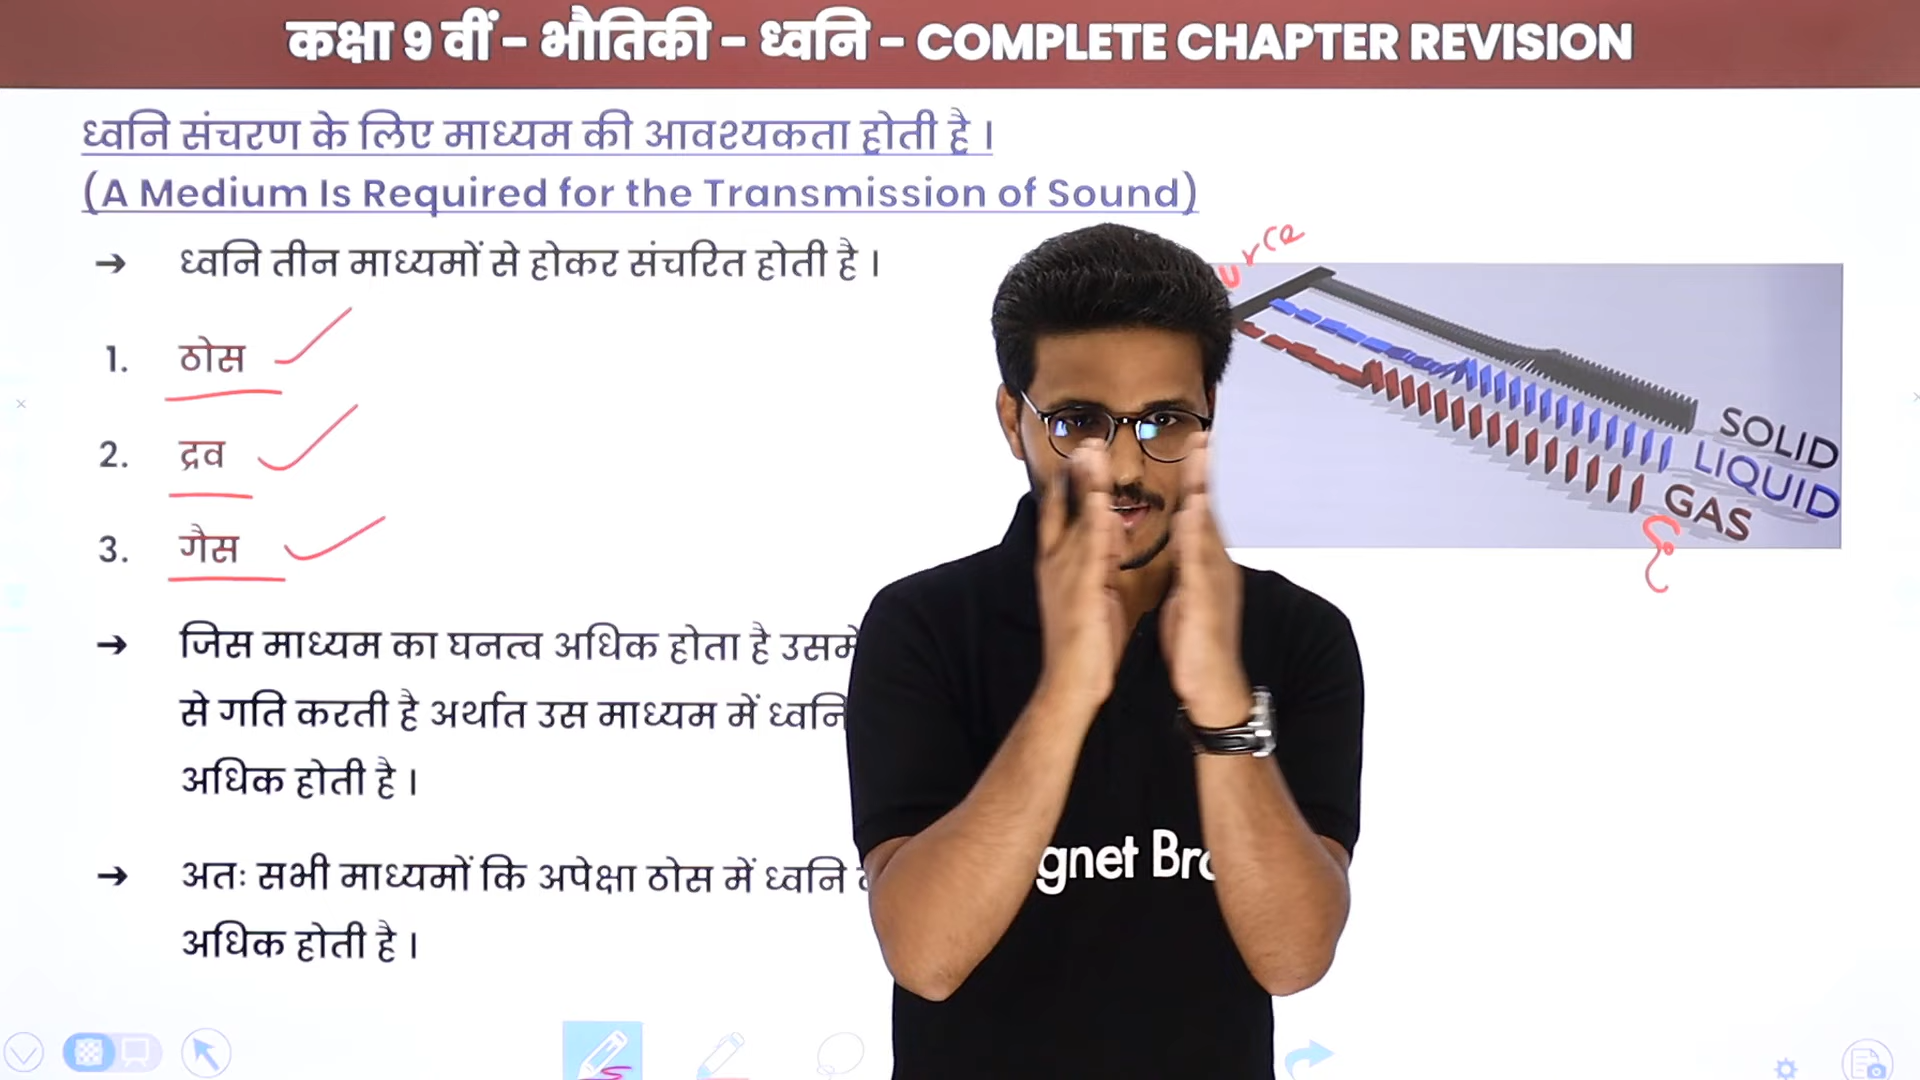 कक्षा 9 वीं - भौतिकी - ध्वनि - COMPLETE CHAPTER REVISION
ध्वनि संचरण के लिए माध्यम की आवश्यकता होती है ।
(A Medium Is Required for the Transmission of Sound)
→ ध्वनि तीन माध्यमों से होकर संचरित होती है ।
1. ठोस
2. द्रव
3. गैस
SOLID
LIQUID
GAS
→ जिस माध्यम का घनत्व अधिक होता है उसमें
से गति करती है अर्थात उस माध्यम में ध्वनि
अधिक होती है ।
→ अतः सभी माध्यमों कि अपेक्षा ठोस में ध्वनि
अधिक होती है ।
gnet Bro